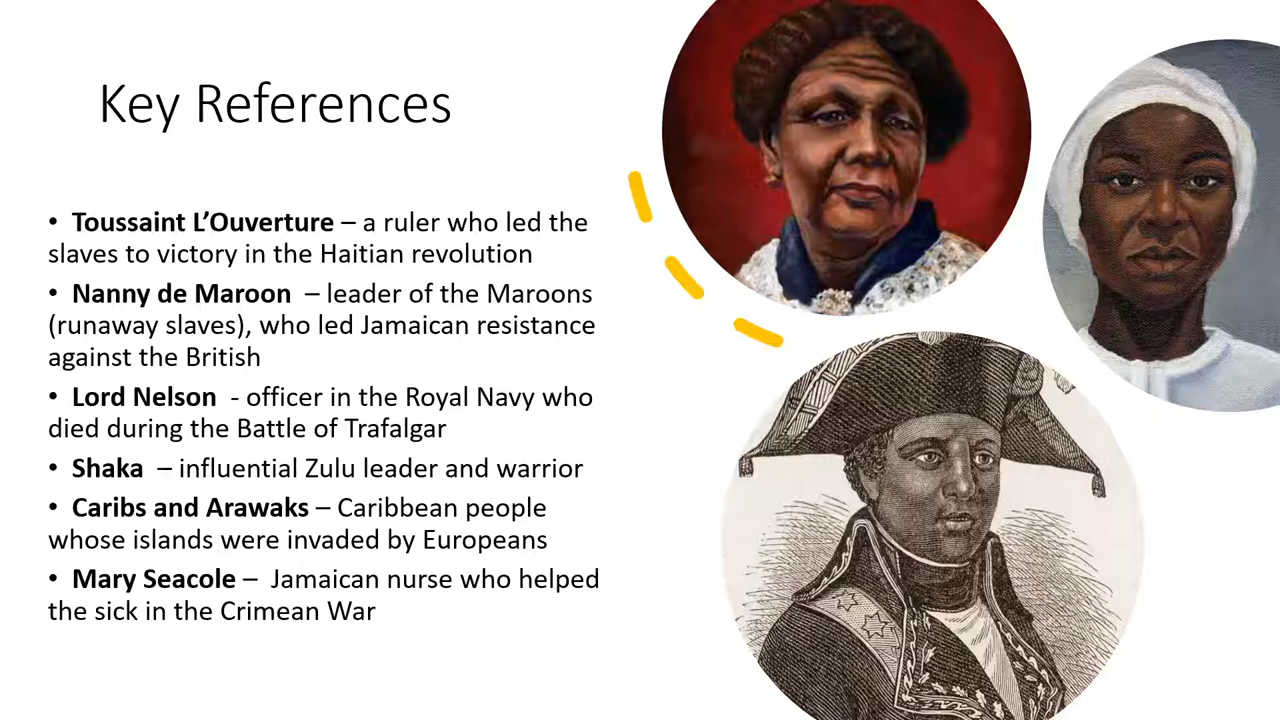 Key References
• Toussaint L’Ouverture – a ruler who led the
slaves to victory in the Haitian revolution
• Nanny de Maroon – leader of the Maroons
(runaway slaves), who led Jamaican resistance
against the British
• Lord Nelson - officer in the Royal Navy who
died during the Battle of Trafalgar
• Shaka – influential Zulu leader and warrior
• Caribs and Arawaks – Caribbean people
whose islands were invaded by Europeans
• Mary Seacole – Jamaican nurse who helped
the sick in the Crimean War